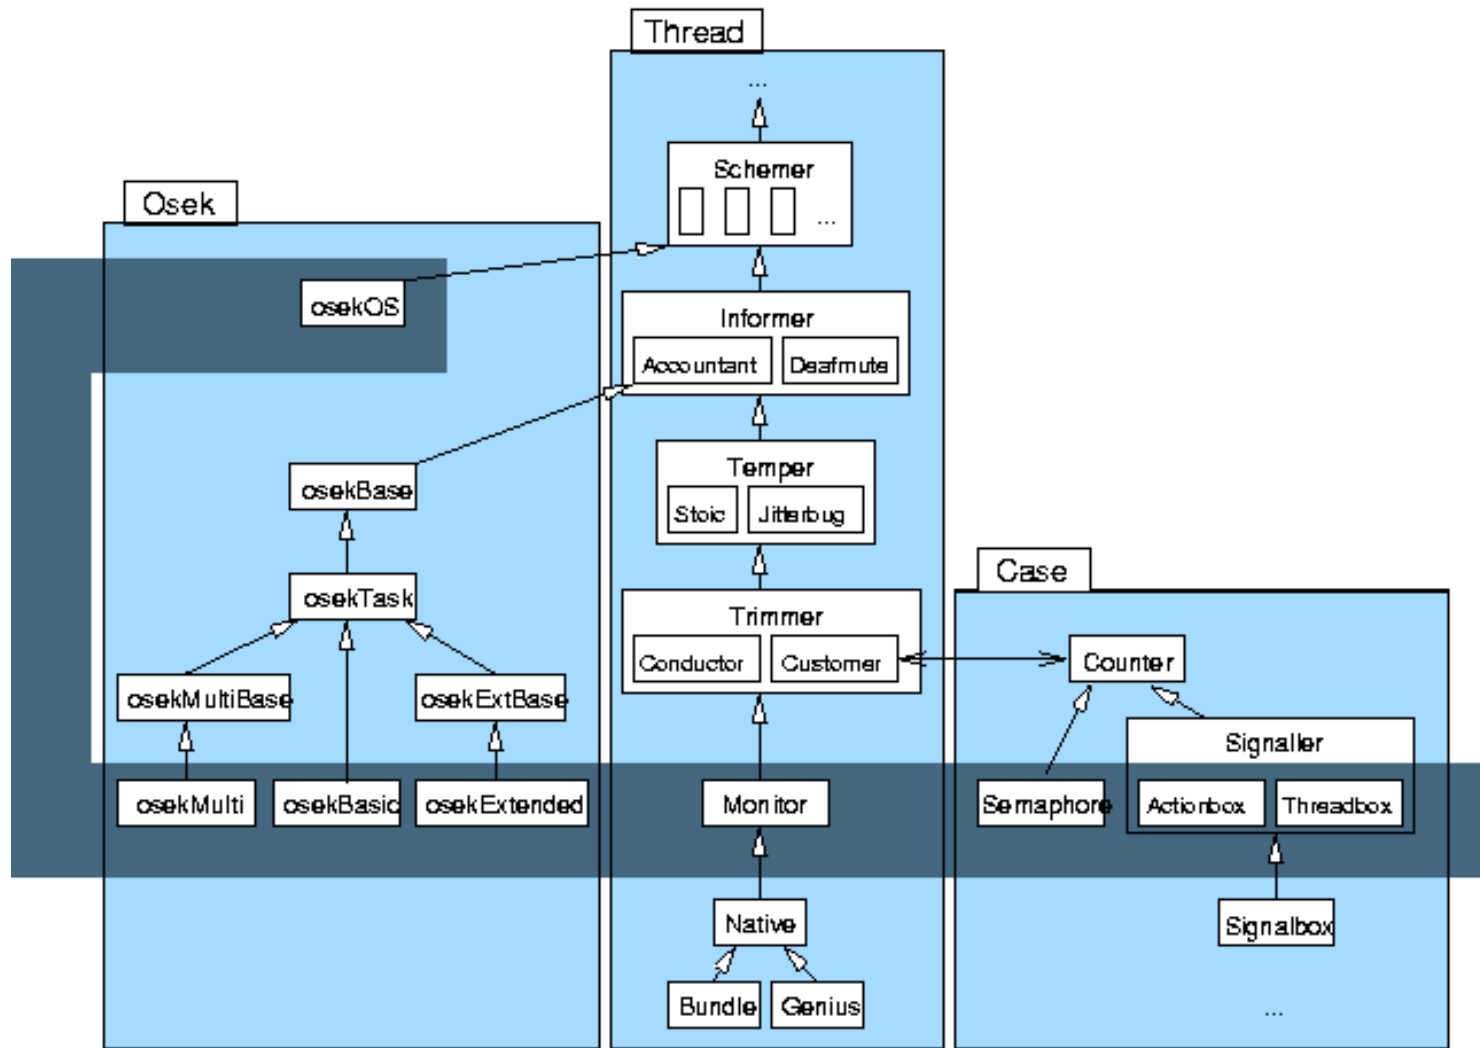 Thread
...
Schemer
...
Osek
osekOS
Informer
Accountant Deafmute
osekBase
Temper
Stoic Jitterbug
osekTask
Case
Trimmer
Conductor Customer
Counter
osekMultiBase osekExtBase
Signaller
osekMulti osekBasic osekExtended Monitor Semaphore Actionbox Threadbox
Native
Signalbox
Bundle Genius
...